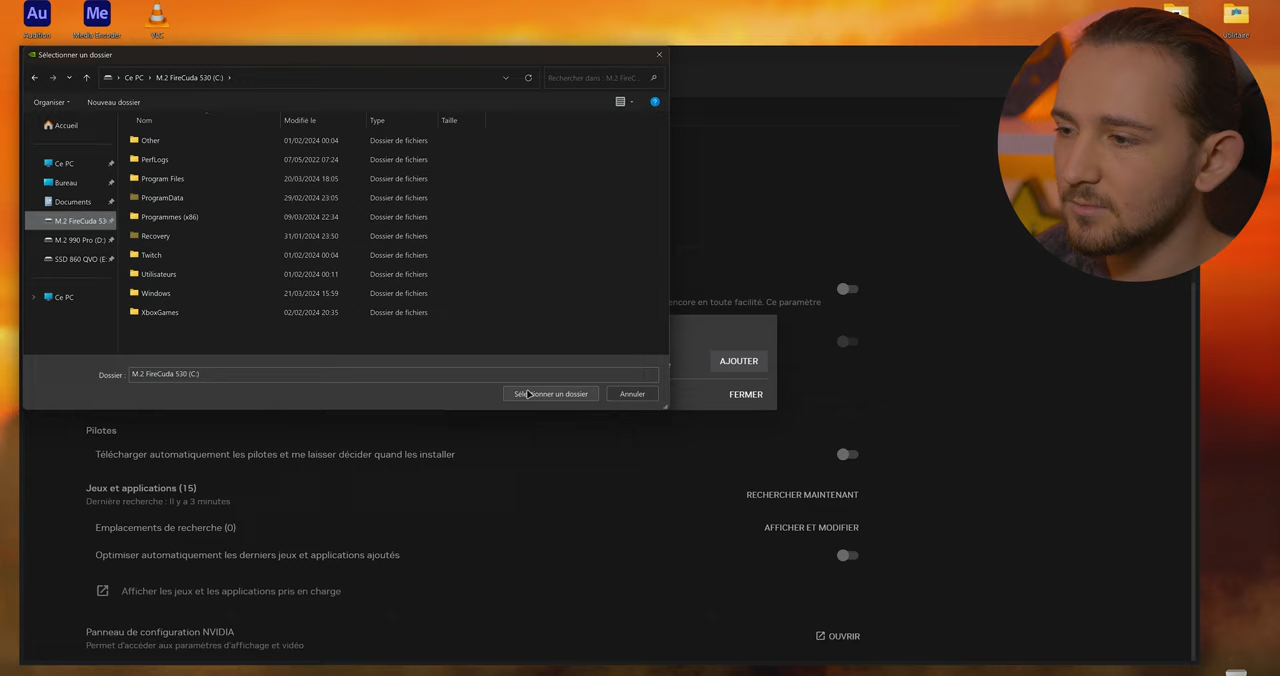 Au
Me
Audition
Media Encoder
VLC
Utilitaire
Sélectionner un dossier
Ce PC
M.2 FireCuda 530 (C:)
Rechercher dans : M.2 FireC...
Organiser
Nouveau dossier
Accueil
Ce PC
Bureau
Documents
M.2 FireCuda 53
M.2 990 Pro (D:)
SSD 860 QVO (E:
Ce PC
Nom Modifié le Type Taille
Other 01/02/2024 00:04 Dossier de fichiers
PerfLogs 07/05/2022 07:24 Dossier de fichiers
Program Files 20/03/2024 18:05 Dossier de fichiers
ProgramData 29/02/2024 23:05 Dossier de fichiers
Programmes (x86) 09/03/2024 22:34 Dossier de fichiers
Recovery 31/01/2024 23:50 Dossier de fichiers
Twitch 01/02/2024 00:04 Dossier de fichiers
Utilisateurs 01/02/2024 00:11 Dossier de fichiers
Windows 21/03/2024 15:59 Dossier de fichiers
XboxGames 02/02/2024 20:35 Dossier de fichiers
Dossier : M.2 FireCuda 530 (C:)
Sélectionner un dossier
Annuler
encore en toute facilité. Ce paramètre
AJOUTER
FERMER
Pilotes
Télécharger automatiquement les pilotes et me laisser décider quand les installer
Jeux et applications (15)
Dernière recherche : Il y a 3 minutes
RECHERCHER MAINTENANT
Emplacements de recherche (0)
AFFICHER ET MODIFIER
Optimiser automatiquement les derniers jeux et applications ajoutés
Afficher les jeux et les applications pris en charge
Panneau de configuration NVIDIA
Permet d'accéder aux paramètres d'affichage et vidéo
OUVRIR